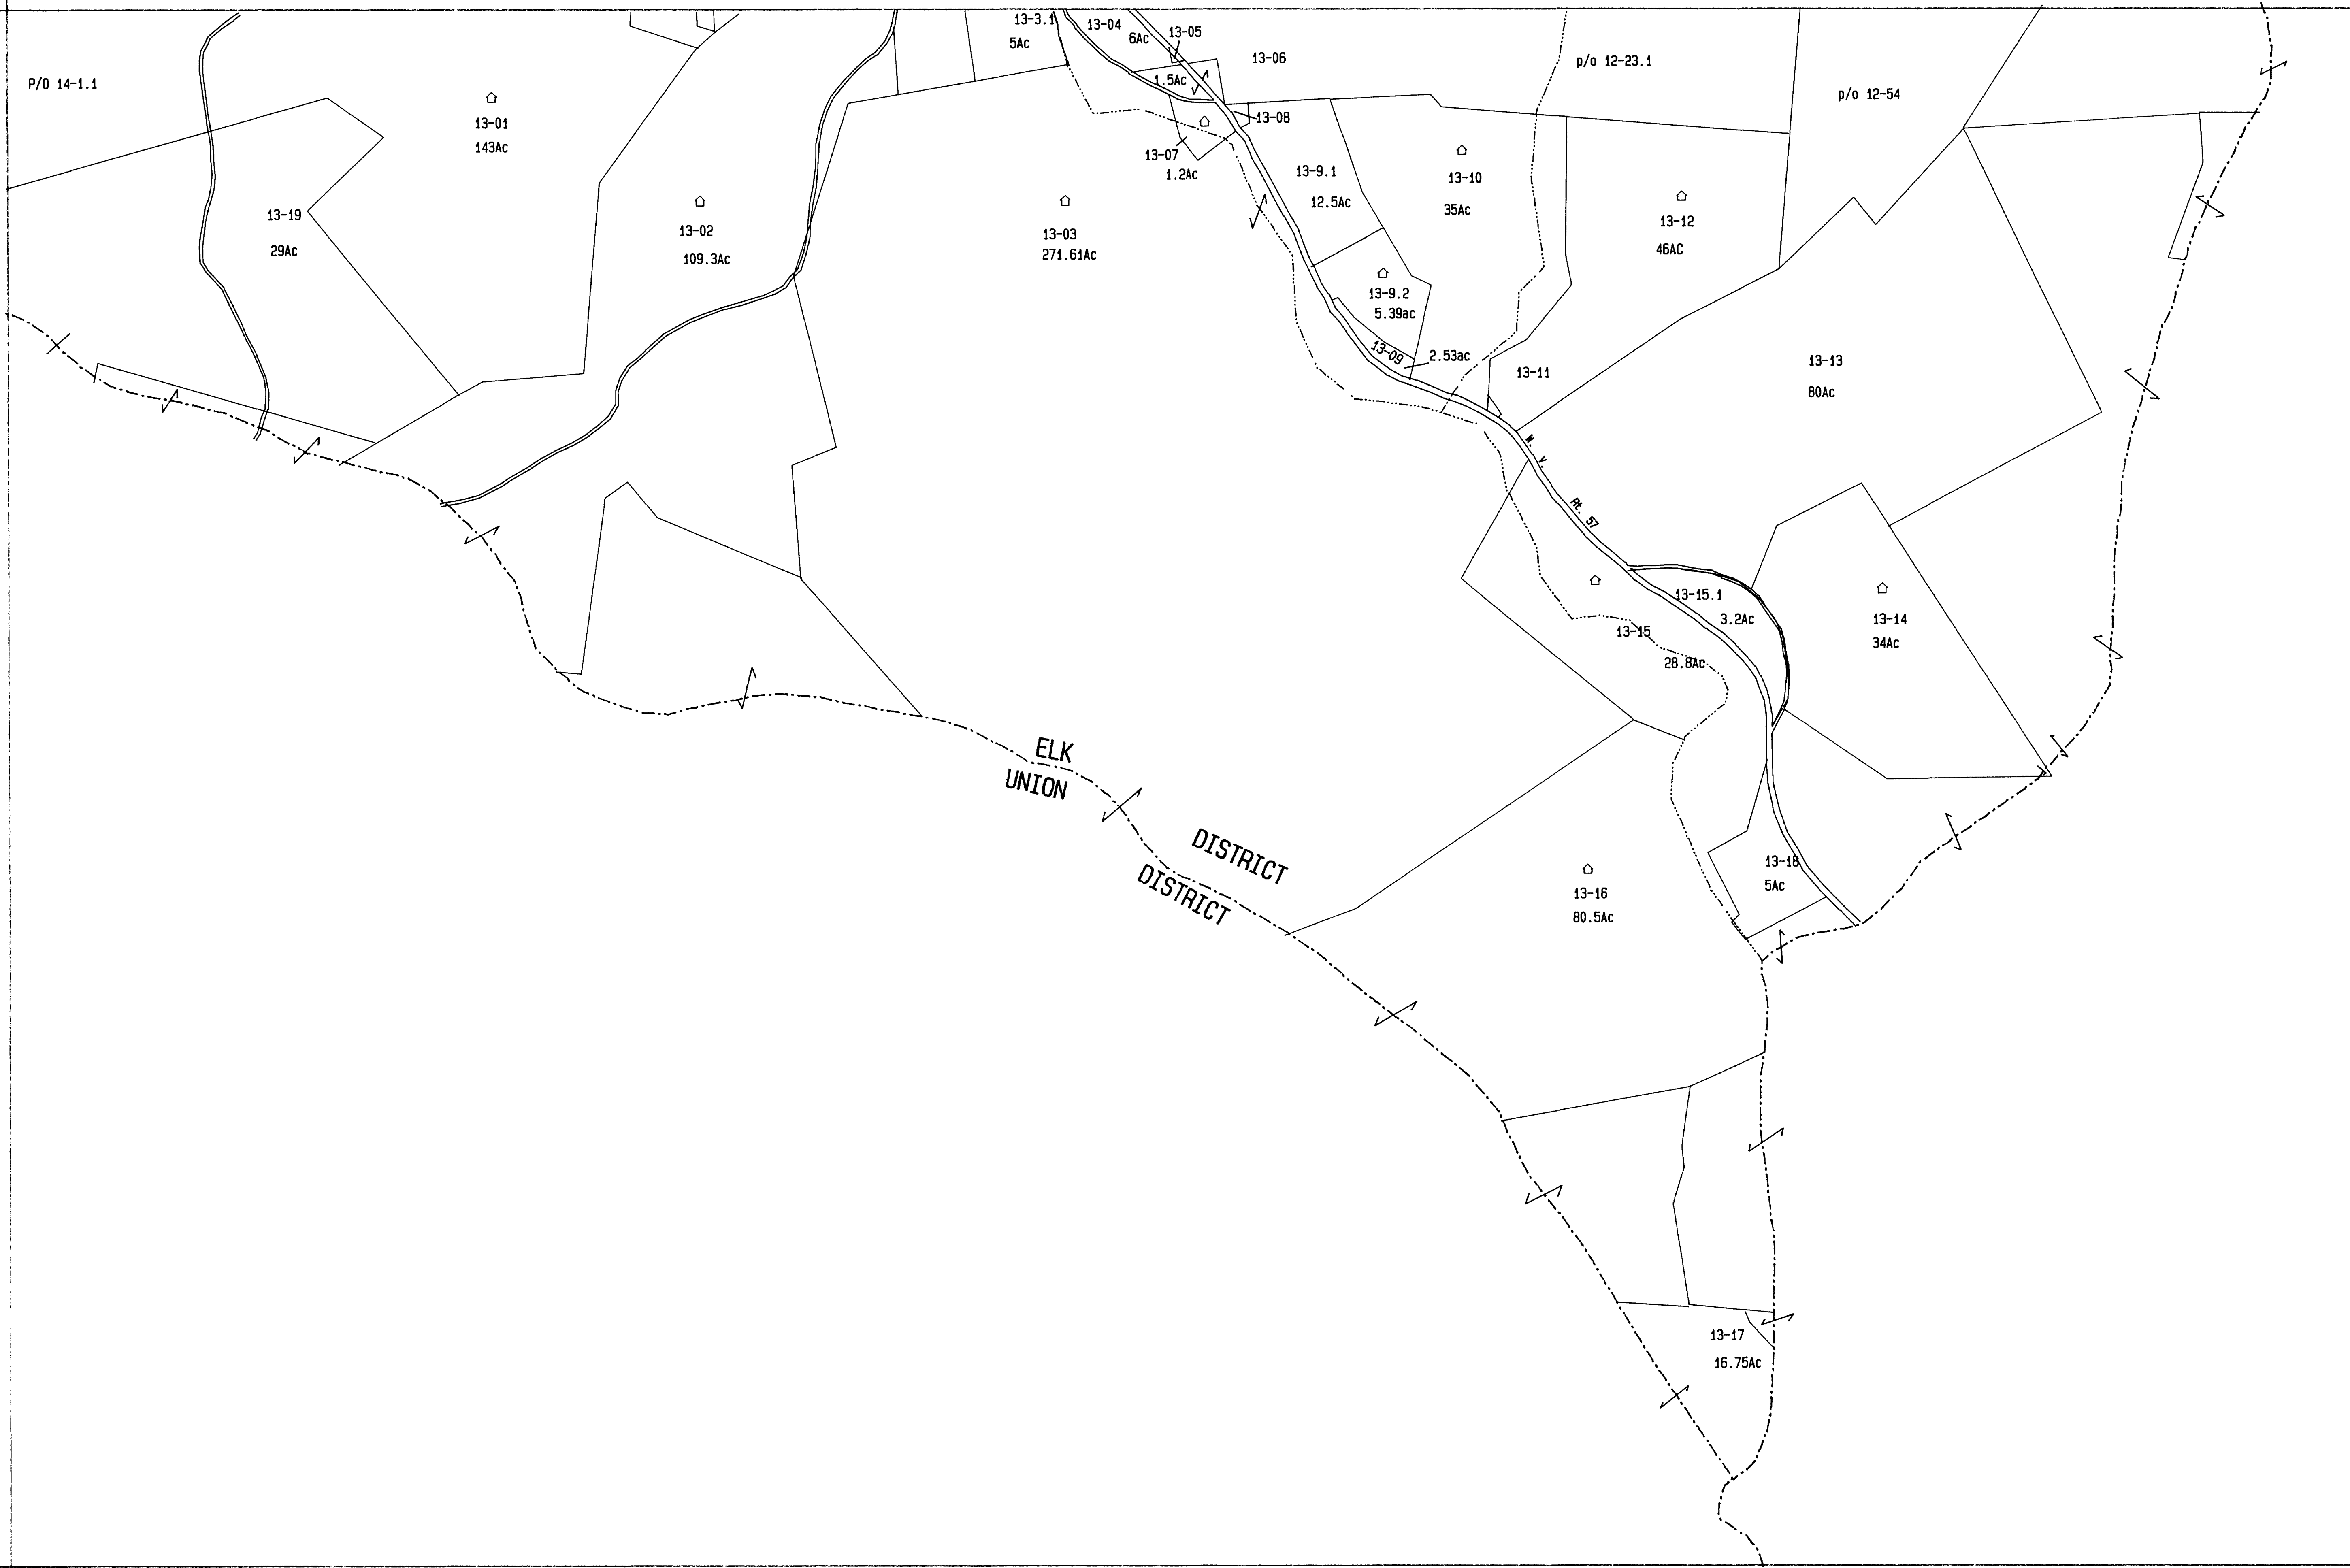 P/O 14-1.1
13-01
143Ac
13-19
29Ac
13-02
109.3Ac
13-3.1
5Ac
13-04
6Ac
13-05
1.5Ac
13-06
13-08
13-07
1.2Ac
13-03
271.61Ac
p/o 12-23.1
p/o 12-54
13-9.1
12.5Ac
13-10
35Ac
13-12
46AC
13-9.2
5.39ac
13-09
2.53ac
13-11
13-13
80Ac
W. V.
Rt. 57
13-15.1
3.2Ac
13-15
28.8Ac
13-14
34Ac
ELK
UNION
DISTRICT
DISTRICT
13-18
5Ac
13-16
80.5Ac
13-17
16.75Ac